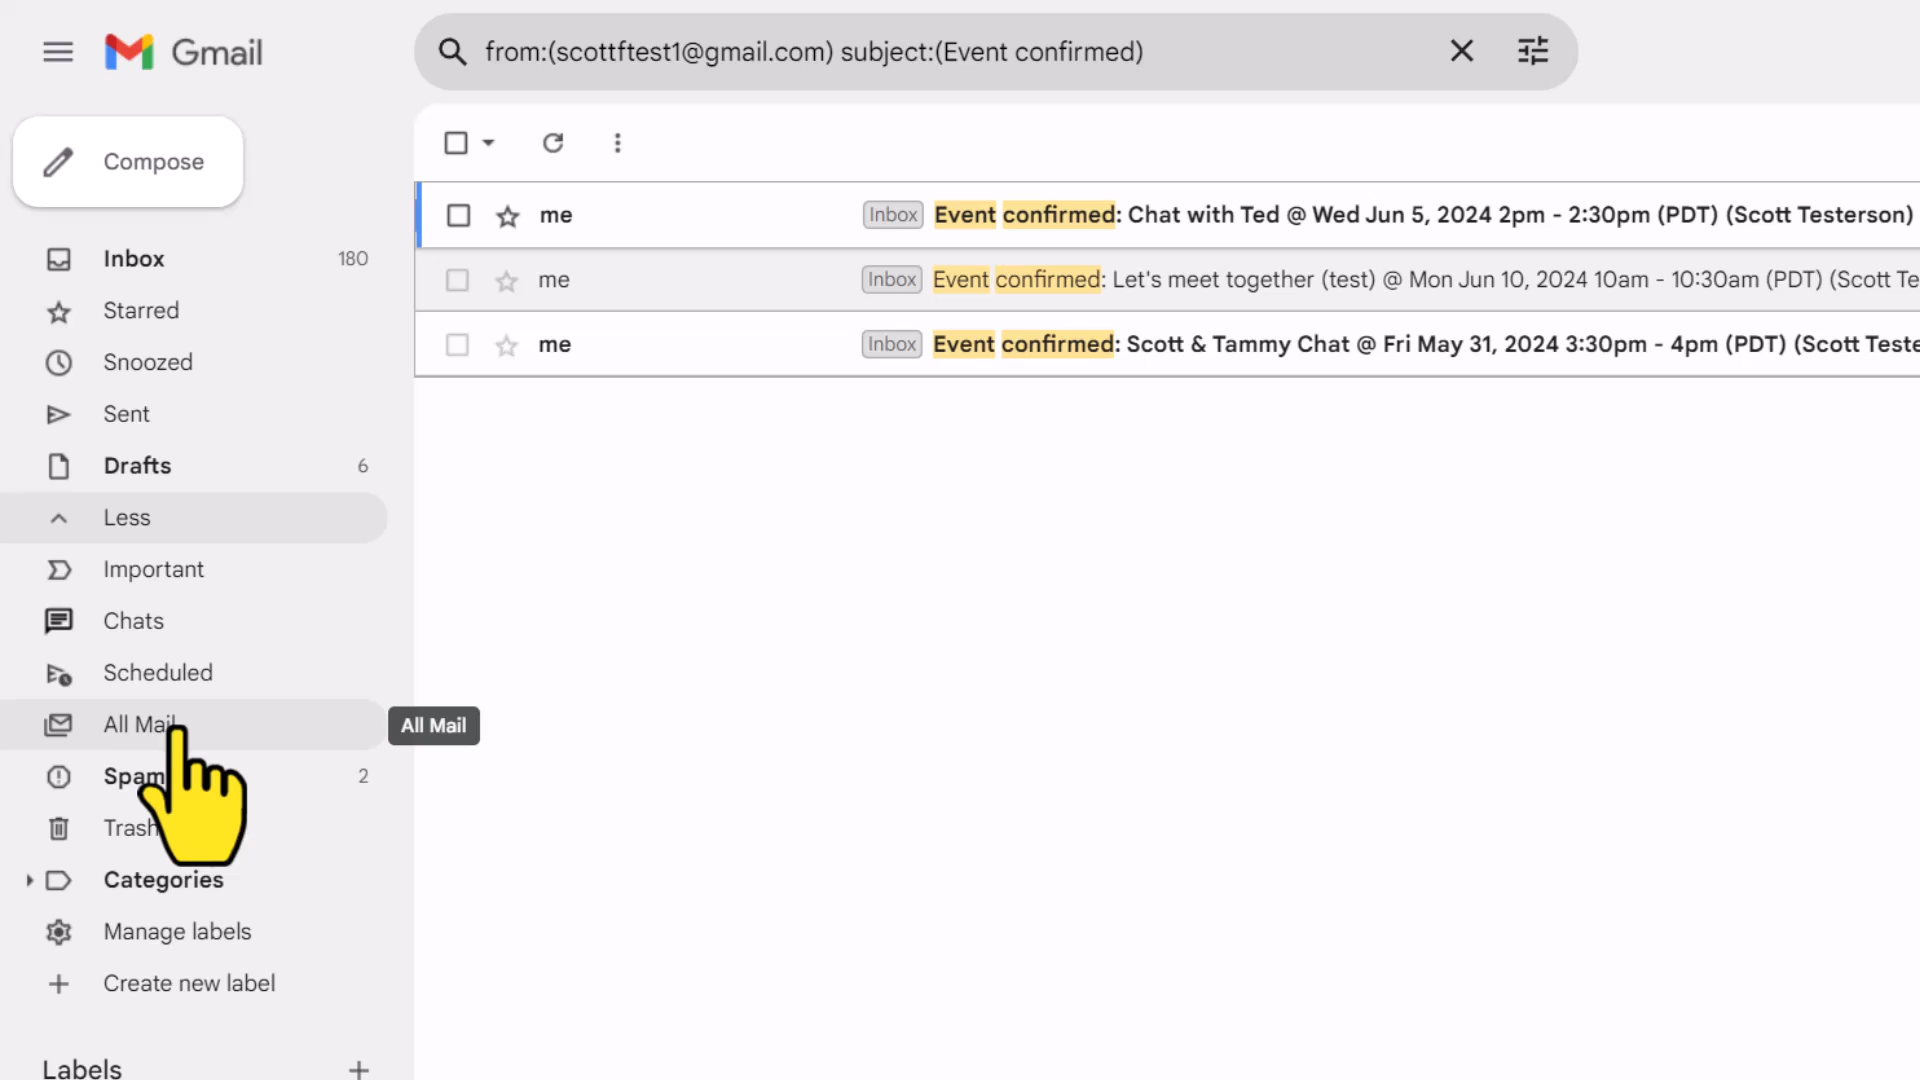 Gmail
from:(scottftest1@gmail.com) subject:(Event confirmed)
Compose
me Inbox Event confirmed: Chat with Ted @ Wed Jun 5, 2024 2pm - 2:30pm (PDT) (Scott Testerson)
me Inbox Event confirmed: Let's meet together (test) @ Mon Jun 10, 2024 10am - 10:30am (PDT) (Scott Te
me Inbox Event confirmed: Scott & Tammy Chat @ Fri May 31, 2024 3:30pm - 4pm (PDT) (Scott Teste
Inbox 180
Starred
Snoozed
Sent
Drafts 6
Less
Important
Chats
Scheduled
All Mail All Mail
Spam 2
Trash
Categories
Manage labels
Create new label
Labels